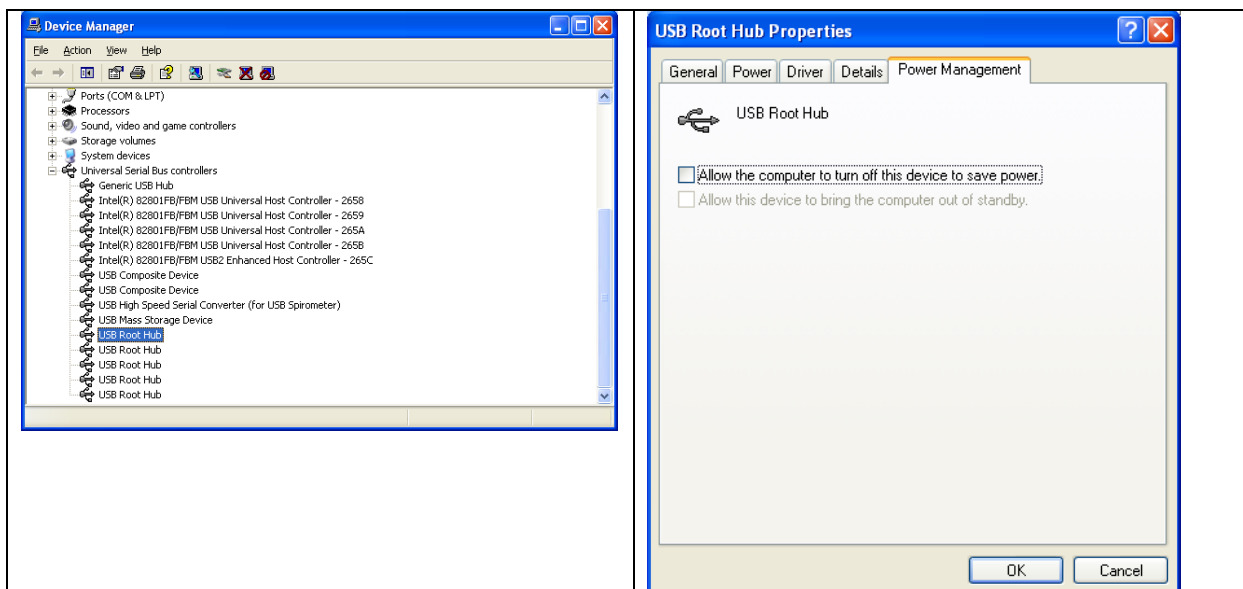 Device Manager
File Action View Help
Ports (COM & LPT)
Processors
Sound, video and game controllers
Storage volumes
System devices
Universal Serial Bus controllers
Generic USB Hub
Intel(R) 82801FB/FBM USB Universal Host Controller - 2658
Intel(R) 82801FB/FBM USB Universal Host Controller - 2659
Intel(R) 82801FB/FBM USB Universal Host Controller - 265A
Intel(R) 82801FB/FBM USB Universal Host Controller - 265B
Intel(R) 82801FB/FBM USB2 Enhanced Host Controller - 265C
USB Composite Device
USB Composite Device
USB High Speed Serial Converter (for USB Spirometer)
USB Mass Storage Device
USB Root Hub
USB Root Hub
USB Root Hub
USB Root Hub
USB Root Hub
USB Root Hub Properties
General Power Driver Details Power Management
USB Root Hub
Allow the computer to turn off this device to save power.
Allow this device to bring the computer out of standby.
OK Cancel